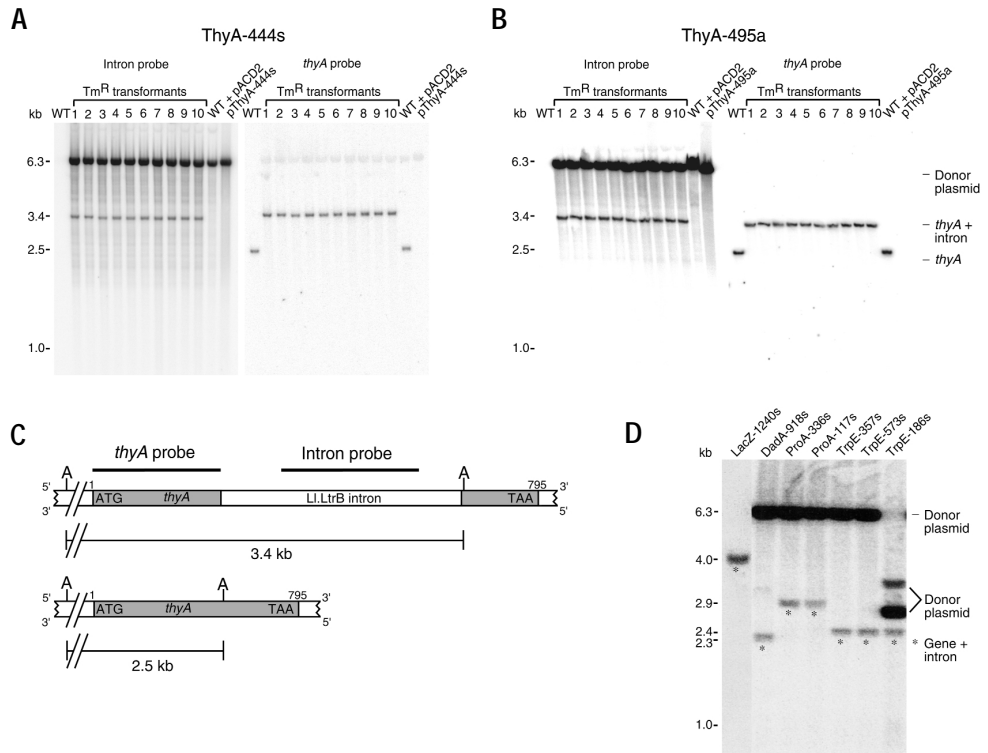 A
ThyA-444s
Intron probe
thyA probe
TmR transformants
TmR transformants
kb WT 1 2 3 4 5 6 7 8 9 10 WT + pACD2 pThyA-444s WT 1 2 3 4 5 6 7 8 9 10 WT + pACD2 pThyA-444s
6.3-
3.4-
2.5-
1.0-
B
ThyA-495a
Intron probe
thyA probe
TmR transformants
TmR transformants
kb WT 1 2 3 4 5 6 7 8 9 10 WT + pACD2 pThyA-495a WT 1 2 3 4 5 6 7 8 9 10 WT + pACD2 pThyA-495a
6.3-
3.4-
2.5-
1.0-
Donor
plasmid
thyA +
intron
thyA
C
thyA probe
Intron probe
A
A
1
795
5'
3'
ATG
thyA
Ll.LtrB intron
TAA
3'
5'
3.4 kb
A
A
1
795
5'
3'
ATG
thyA
TAA
3'
5'
2.5 kb
D
kb
LacZ-1240s
DadA-918s
ProA-336s
ProA-117s
TrpE-357s
TrpE-573s
TrpE-186s
6.3-
4.0-
2.9-
2.4-
2.3-
1.0-
Donor
plasmid
Donor
plasmid
* Gene +
intron
* * * * * * *